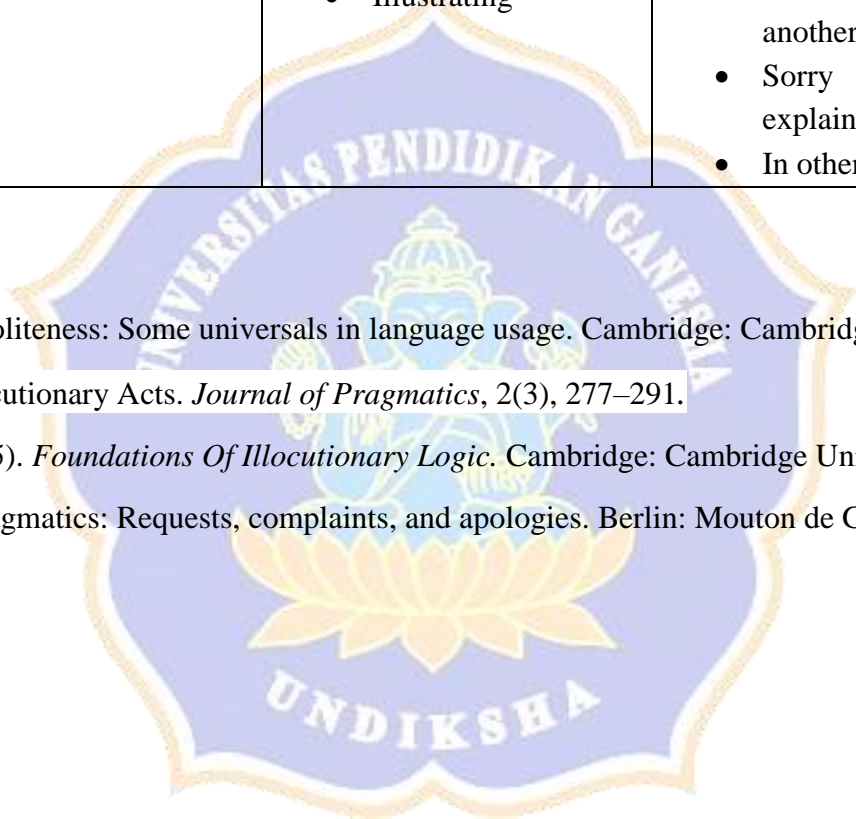 Illustrating
another
Sorry
explain
In other
UNIVERSITAS PENDIDIKAN GANESHA
oliteness: Some universals in language usage. Cambridge: Cambridg
cutionary Acts. Journal of Pragmatics, 2(3), 277–291.
5). Foundations Of Illocutionary Logic. Cambridge: Cambridge Uni
gmatics: Requests, complaints, and apologies. Berlin: Mouton de G
UNDIKSHA